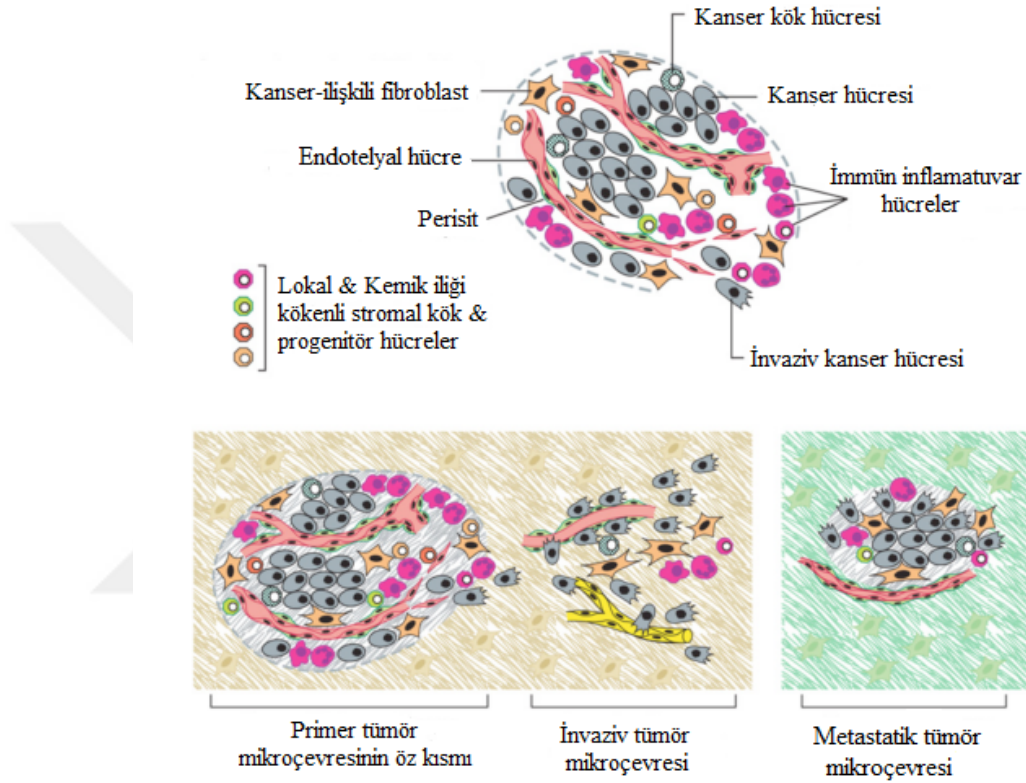 Kanser kök hücresi
Kanser-ilişkili fibroblast
Kanser hücresi
Endotelyal hücre
İmmün inflamatuvar
hücreler
Perisit
Lokal & Kemik iliği
kökenli stromal kök &
progenitör hücreler
İnvaziv kanser hücresi
Primer tümör
mikroçevresinin öz kısmı
İnvaziv tümör
mikroçevresi
Metastatik tümör
mikroçevresi